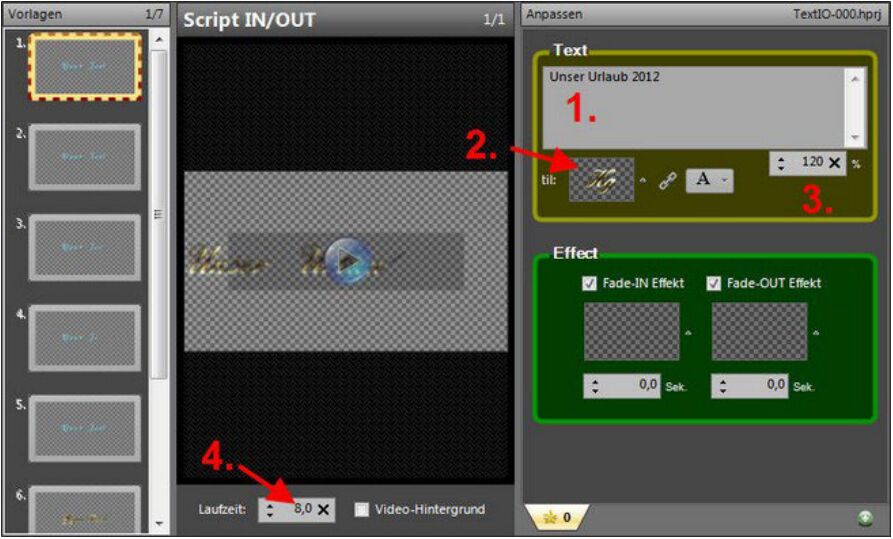 Vorlagen 1/7
1.
2.
3.
4.
5.
6.
Script IN/OUT 1/1
Unser
Laufzeit: 8,0 Video-Hintergrund
4.
Anpassen TextIO-000.hprj
Text
Unser Urlaub 2012
1.
2.
120 %
til: A
3.
Effect
Fade-IN Effekt Fade-OUT Effekt
0,0 Sek. 0,0 Sek.
0